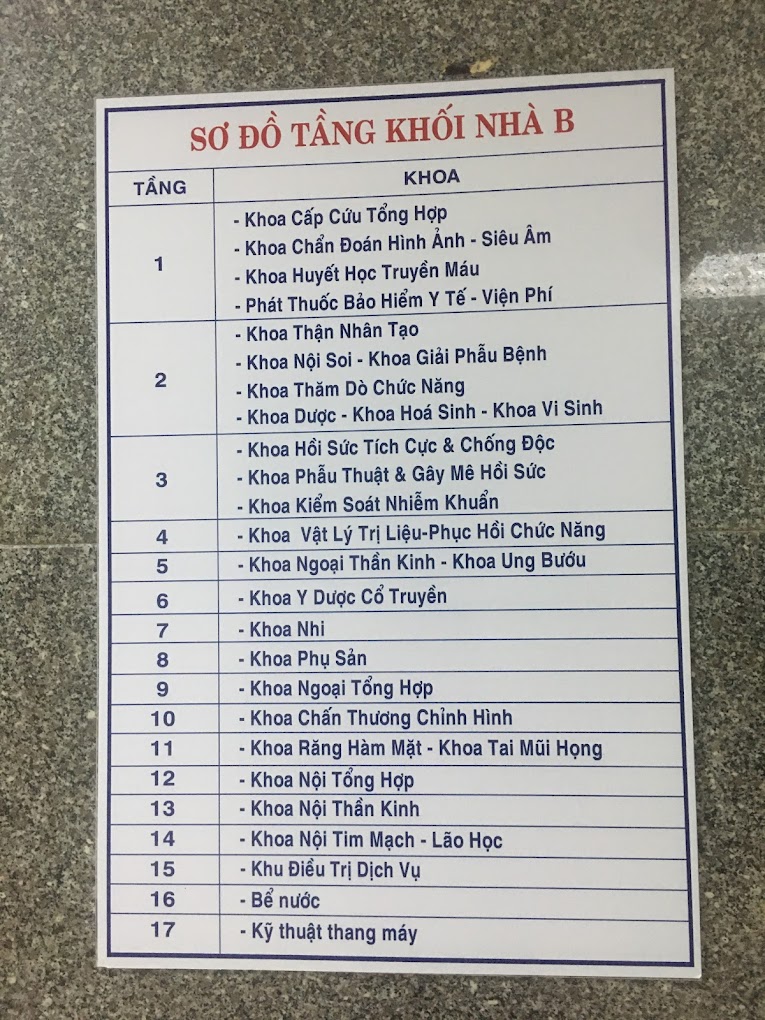 SƠ ĐỒ TẦNG KHỐI NHÀ B
TẦNG KHOA
1
- Khoa Cấp Cứu Tổng Hợp
- Khoa Chẩn Đoán Hình Ảnh - Siêu Âm
- Khoa Huyết Học Truyền Máu
- Phát Thuốc Bảo Hiểm Y Tế - Viện Phí
2
- Khoa Thận Nhân Tạo
- Khoa Nội Soi - Khoa Giải Phẫu Bệnh
- Khoa Thăm Dò Chức Năng
- Khoa Dược - Khoa Hoá Sinh - Khoa Vi Sinh
3
- Khoa Hồi Sức Tích Cực & Chống Độc
- Khoa Phẫu Thuật & Gây Mê Hồi Sức
- Khoa Kiểm Soát Nhiễm Khuẩn
4 - Khoa Vật Lý Trị Liệu-Phục Hồi Chức Năng
5 - Khoa Ngoại Thần Kinh - Khoa Ung Bướu
6 - Khoa Y Dược Cổ Truyền
7 - Khoa Nhi
8 - Khoa Phụ Sản
9 - Khoa Ngoại Tổng Hợp
10 - Khoa Chấn Thương Chỉnh Hình
11 - Khoa Răng Hàm Mặt - Khoa Tai Mũi Họng
12 - Khoa Nội Tổng Hợp
13 - Khoa Nội Thần Kinh
14 - Khoa Nội Tim Mạch - Lão Học
15 - Khu Điều Trị Dịch Vụ
16 - Bể nước
17 - Kỹ thuật thang máy